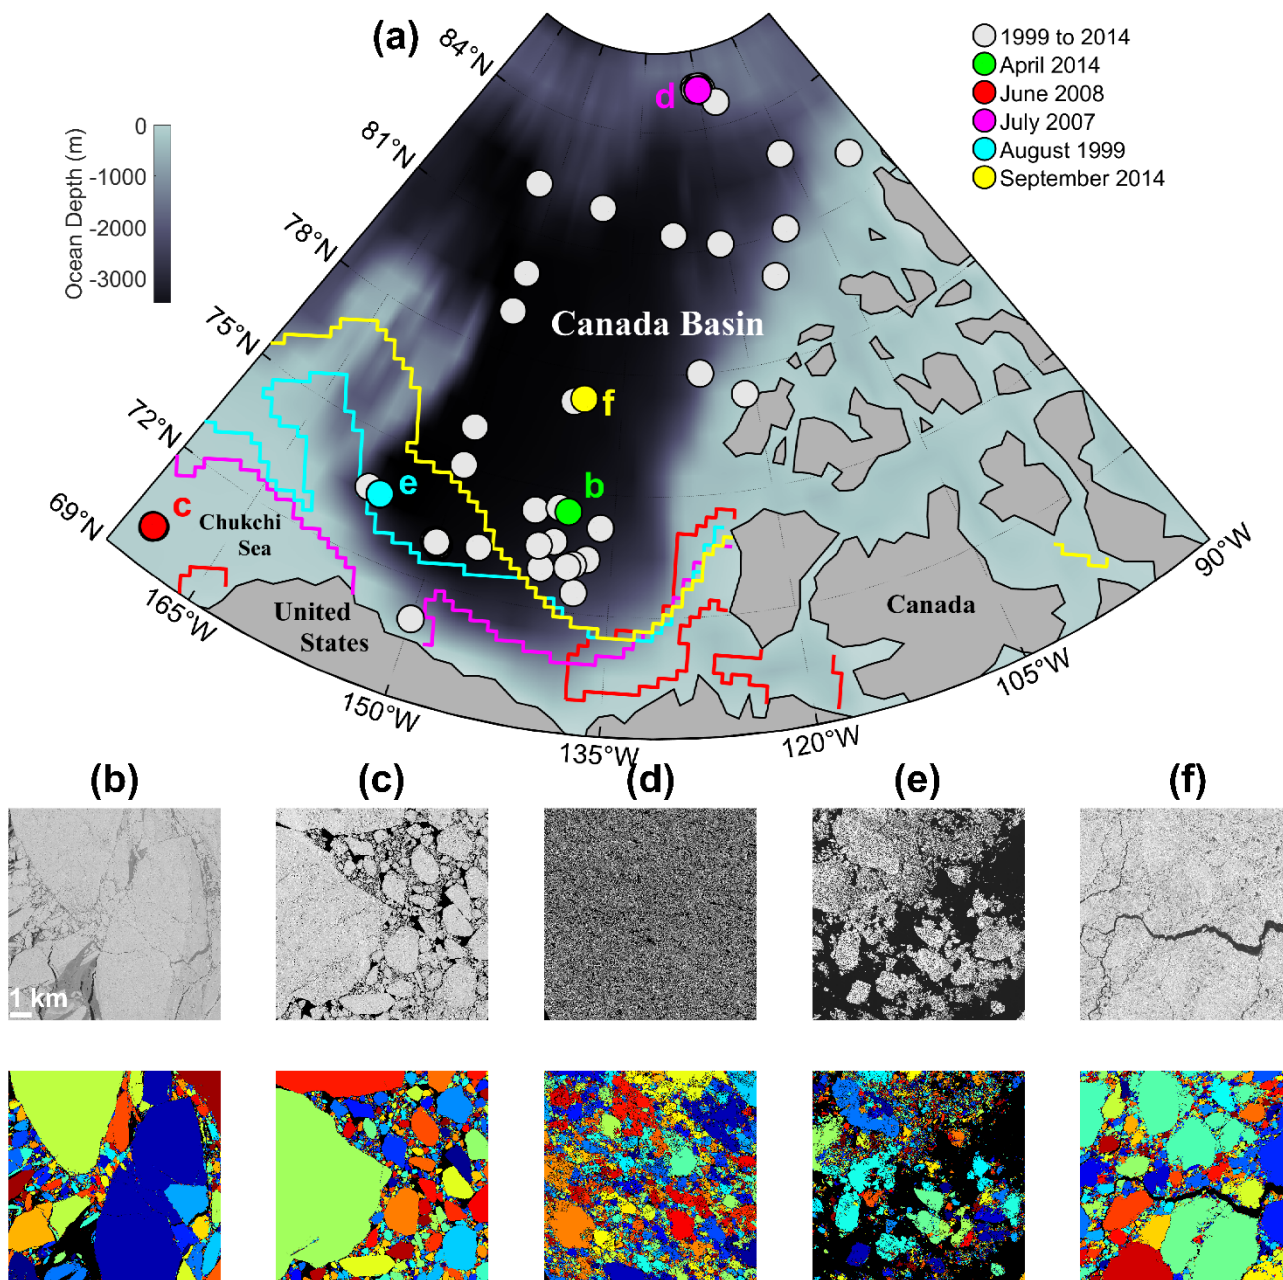 (a)
1999 to 2014
April 2014
June 2008
July 2007
August 1999
September 2014
Ocean Depth (m)
0
-1000
-2000
-3000
84°N
81°N
78°N
75°N
72°N
69°N
165°W
150°W
135°W
120°W
105°W
90°W
d
Canada Basin
f
b
e
c
Chukchi
Sea
United
States
Canada
(b)
(c)
(d)
(e)
(f)
1 km